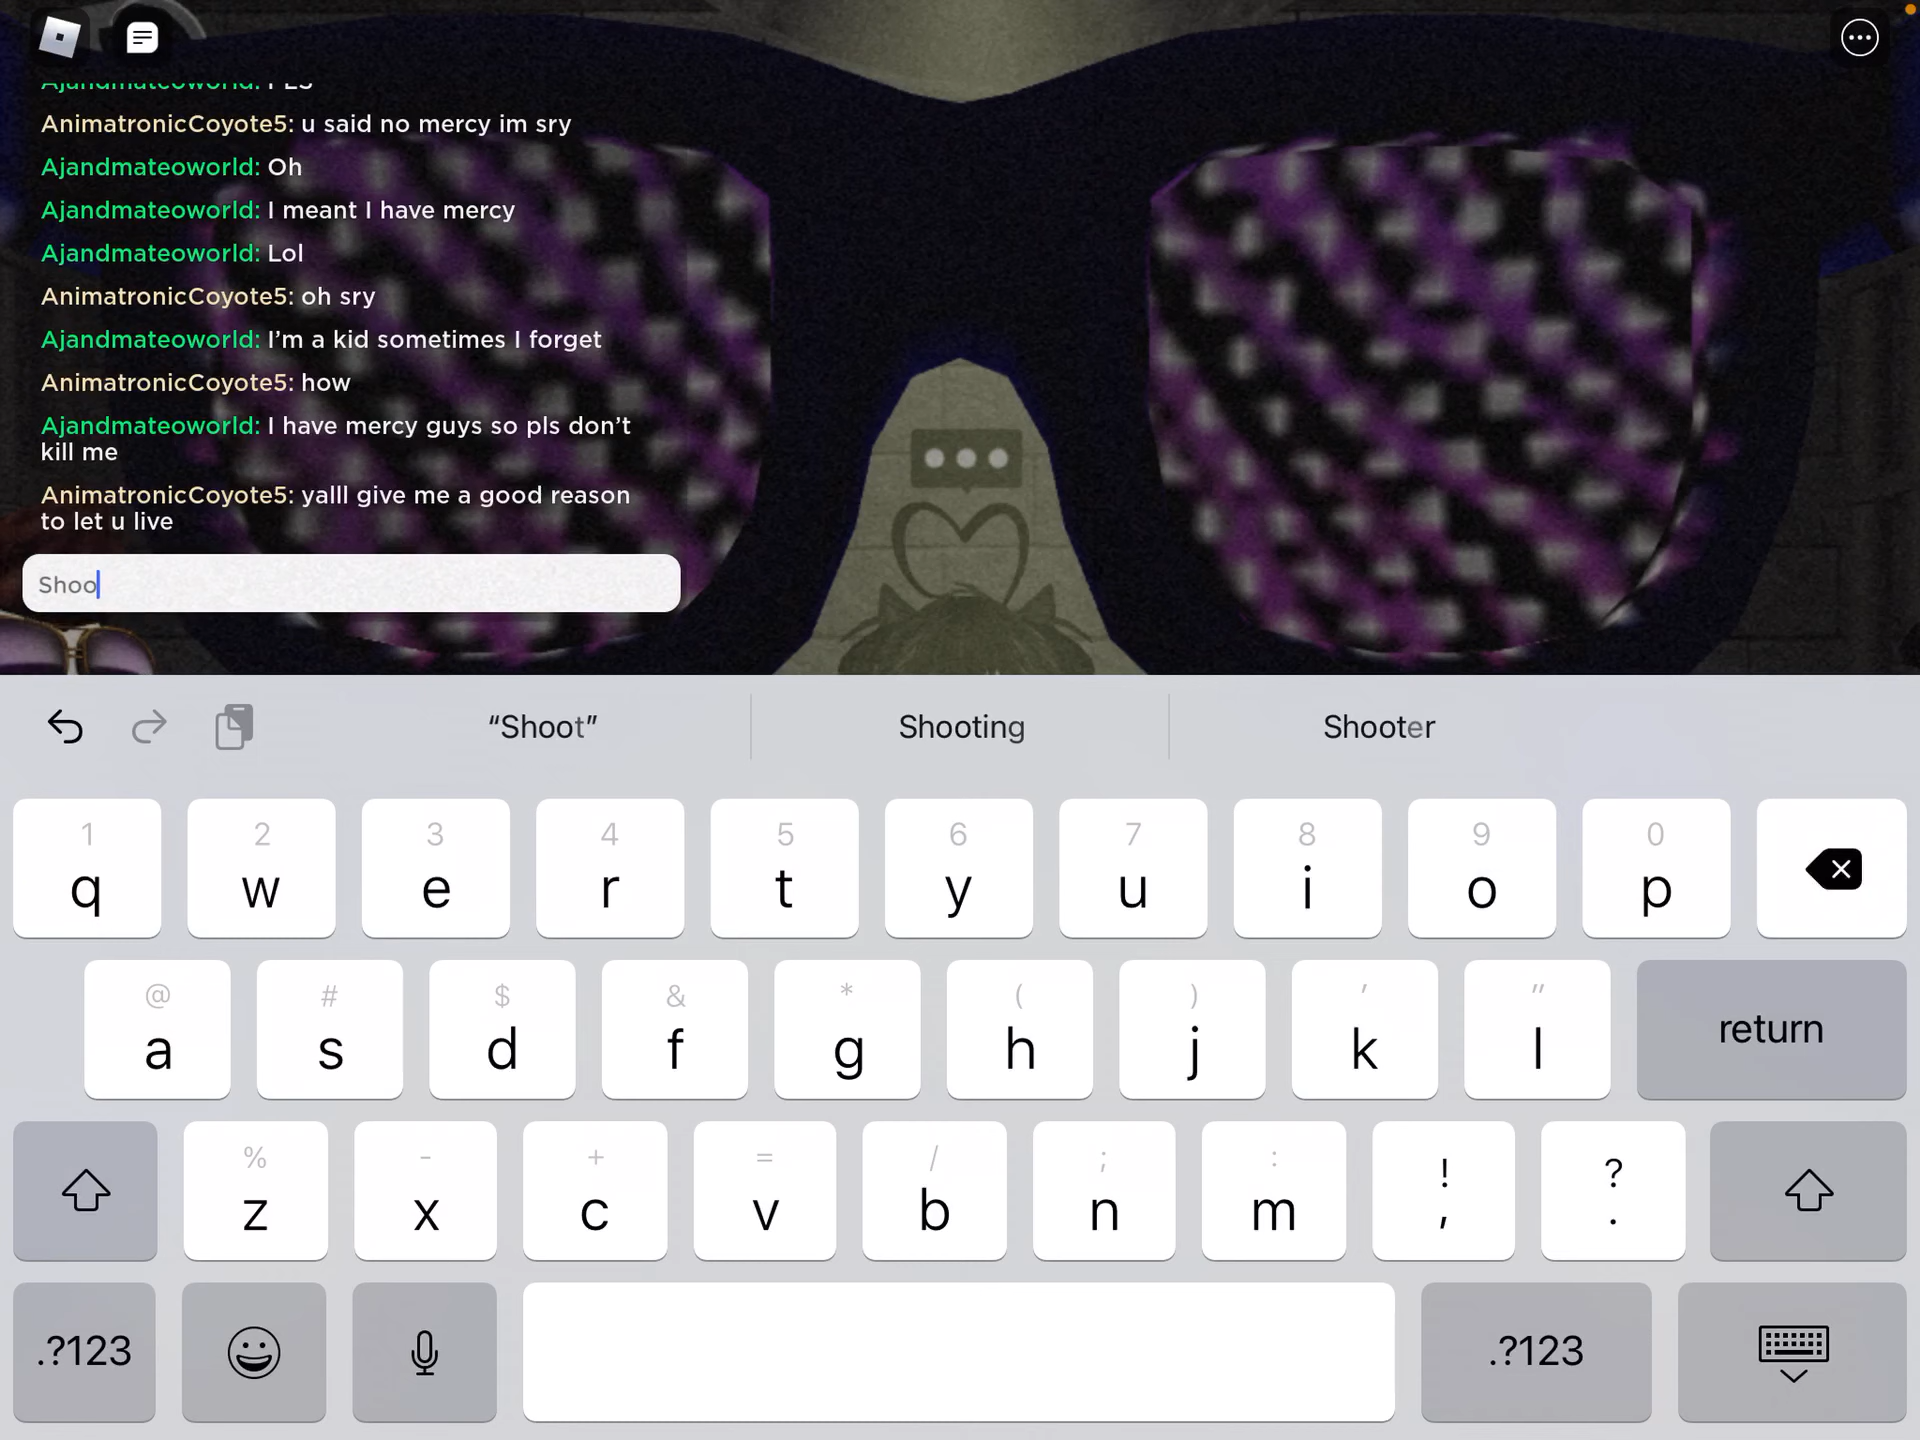 Ajandmateoworld: PLS
AnimatronicCoyote5: u said no mercy im sry
Ajandmateoworld: Oh
Ajandmateoworld: I meant I have mercy
Ajandmateoworld: Lol
AnimatronicCoyote5: oh sry
Ajandmateoworld: I’m a kid sometimes I forget
AnimatronicCoyote5: how
Ajandmateoworld: I have mercy guys so pls don’t
kill me
AnimatronicCoyote5: yalll give me a good reason
to let u live
Shoo
“Shoot” Shooting Shooter
1 2 3 4 5 6 7 8 9 0
q w e r t y u i o p
@ # $ & * ( ) ' "
a s d f g h j k l return
% - + = / ; : ! ?
z x c v b n m , .
.?123 .?123